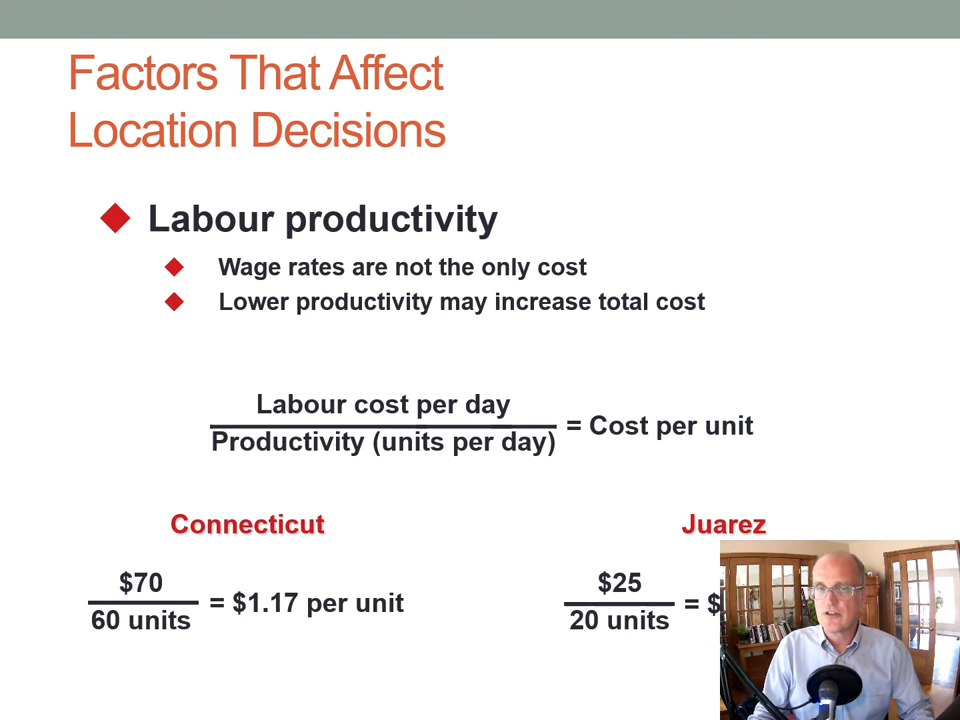 Factors That Affect
Location Decisions
Labour productivity
Wage rates are not the only cost
Lower productivity may increase total cost
Labour cost per day
Productivity (units per day)
= Cost per unit
Connecticut
$70
60 units
= $1.17 per unit
Juarez
$25
20 units
= $